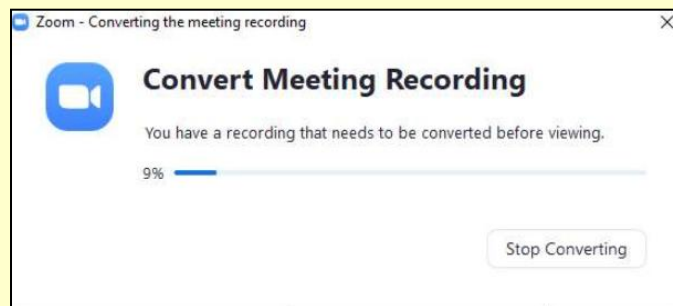 Zoom - Converting the meeting recording
Convert Meeting Recording
You have a recording that needs to be converted before viewing.
9%
Stop Converting